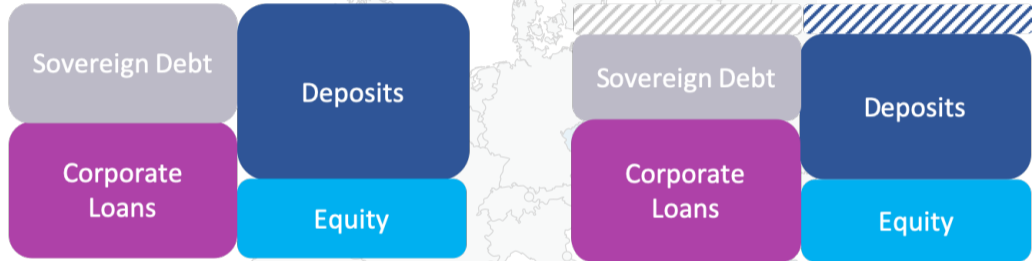 Sovereign Debt
Deposits
Corporate
Loans
Equity
Sovereign Debt
Deposits
Corporate
Loans
Equity